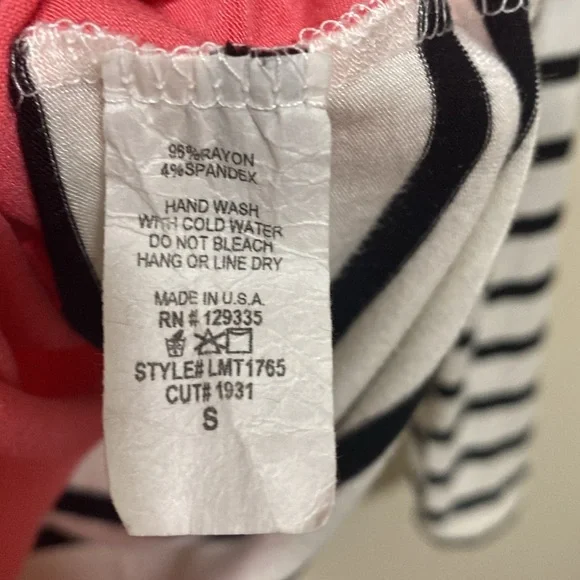 96%RAYON
4%SPANDEX
HAND WASH
WITH COLD WATER
DO NOT BLEACH
HANG OR LINE DRY
MADE IN U.S.A.
RN # 129335
STYLE# LMT1765
CUT# 1931
S